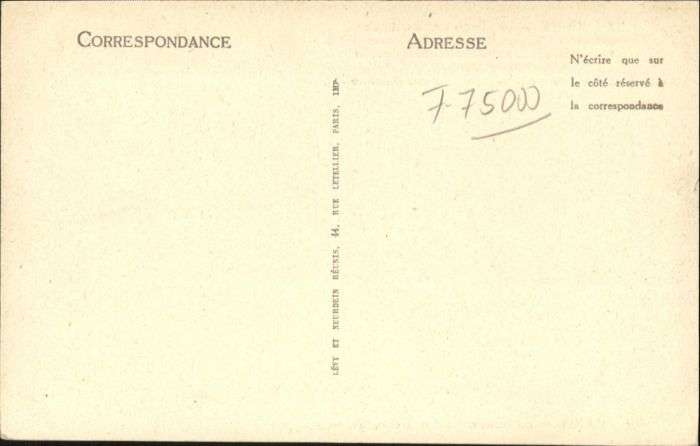 CORRESPONDANCE
ADRESSE
N'écrire que sur
le côté réservé à
la correspondance
F-75000
LÉVY ET NEURDEIN RÉUNIS, 44, RUE LETELLIER, PARIS, IMP.